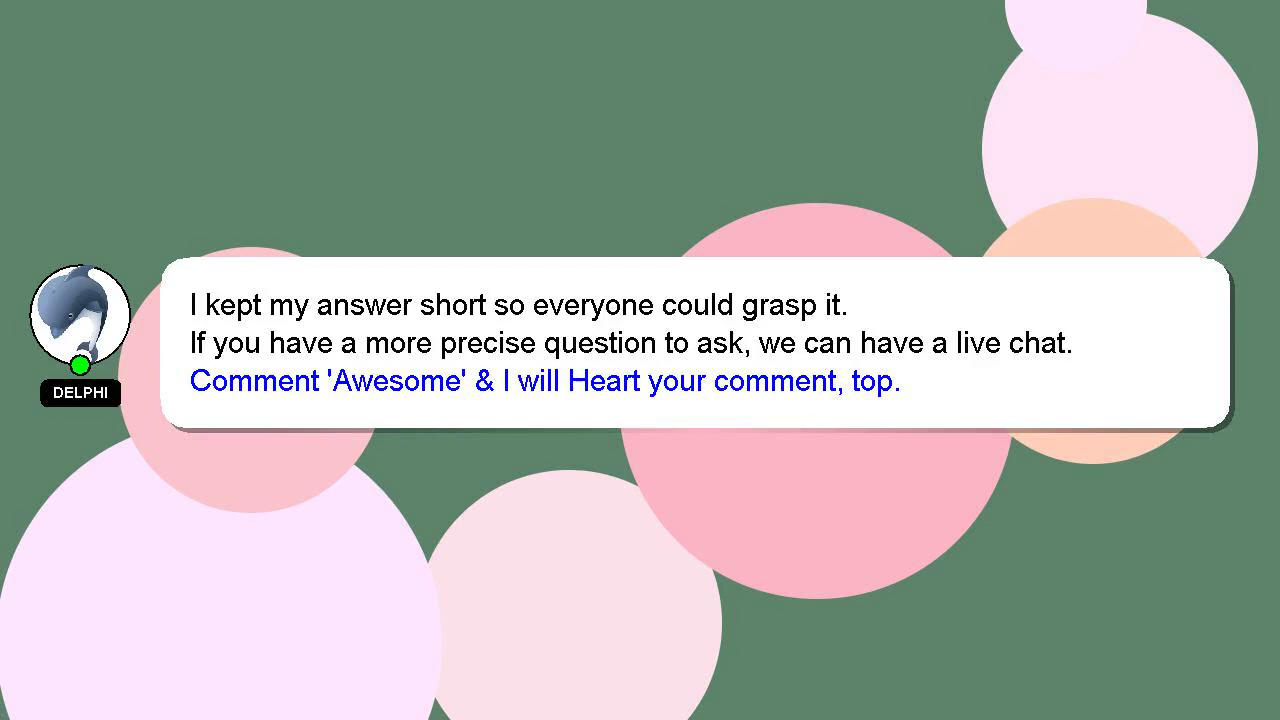 I kept my answer short so everyone could grasp it.
If you have a more precise question to ask, we can have a live chat.
Comment 'Awesome' & I will Heart your comment, top.
DELPHI